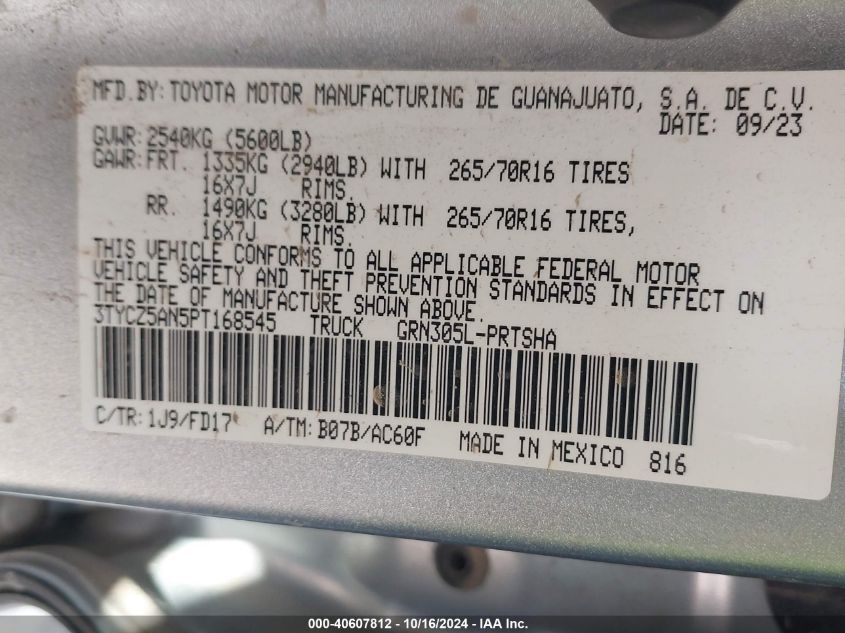 MFD.BY: TOYOTA MOTOR MANUFACTURING DE GUANAJUATO, S.A. DE C.V.
DATE: 09/23
GVWR: 2540KG (5600LB)
GAWR: FRT. 1335KG (2940LB) WITH 265/70R16 TIRES
16X7J RIMS,
RR. 1490KG (3280LB) WITH 265/70R16 TIRES,
16X7J RIMS,
THIS VEHICLE CONFORMS TO ALL APPLICABLE FEDERAL MOTOR
VEHICLE SAFETY AND THEFT PREVENTION STANDARDS IN EFFECT ON
THE DATE OF MANUFACTURE SHOWN ABOVE.
3TYCZ5AN5PT168545 TRUCK GRN305L-PRTSHA
C/TR: 1J9/FD17* A/TM: B07B/AC60F MADE IN MEXICO 816
000-40607812 - 10/16/2024 - IAA Inc.